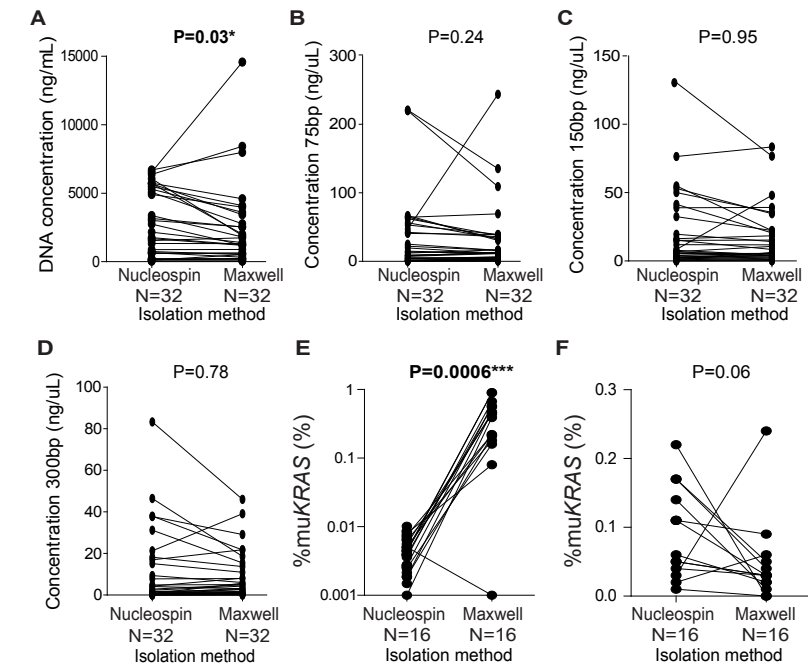 A
P=0.03*
DNA concentration (ng/mL)
15000
10000
5000
0
Nucleospin Maxwell
N=32 N=32
Isolation method
B
P=0.24
Concentration 75bp (ng/uL)
300
200
100
0
Nucleospin Maxwell
N=32 N=32
Isolation method
C
P=0.95
Concentration 150bp (ng/uL)
150
100
50
0
Nucleospin Maxwell
N=32 N=32
Isolation method
D
P=0.78
Concentration 300bp (ng/uL)
100
80
60
40
20
0
Nucleospin Maxwell
N=32 N=32
Isolation method
E
P=0.0006***
%muKRAS (%)
1
0.1
0.01
0.001
Nucleospin Maxwell
N=16 N=16
Isolation method
F
P=0.06
%muKRAS (%)
0.3
0.2
0.1
0.0
Nucleospin Maxwell
N=16 N=16
Isolation method